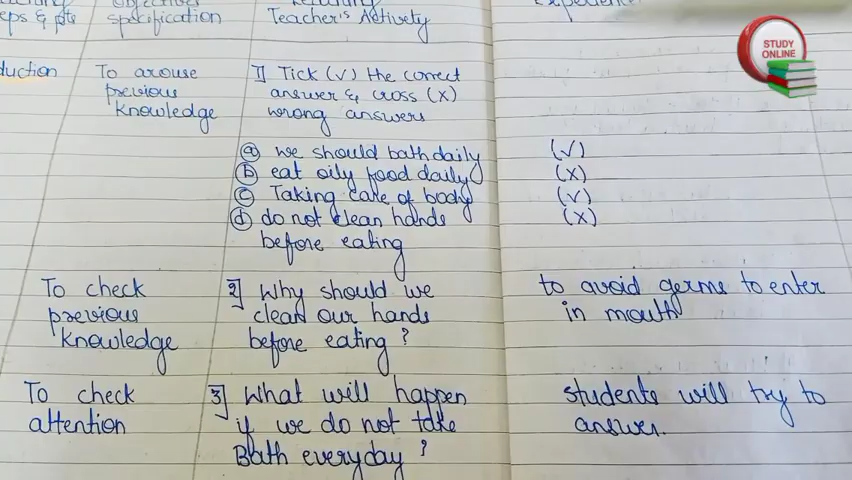 eps & pts
specification
Teacher's Activety
STUDY
ONLINE
duction
To arouse
previous
knowledge
1] Tick (√) the correct
answer & cross (X)
wrong answers
(a) we should bath daily (√)
(b) eat oily food daily (X)
(c) Taking care of body (√)
(d) do not clean hands (X)
before eating
To check
previous
knowledge
2] Why should we
clean our hands
before eating?
to avoid germs to enter
in mouth
To check
attention
3] What will happen
if we do not take
Bath everyday?
students will try to
answer.